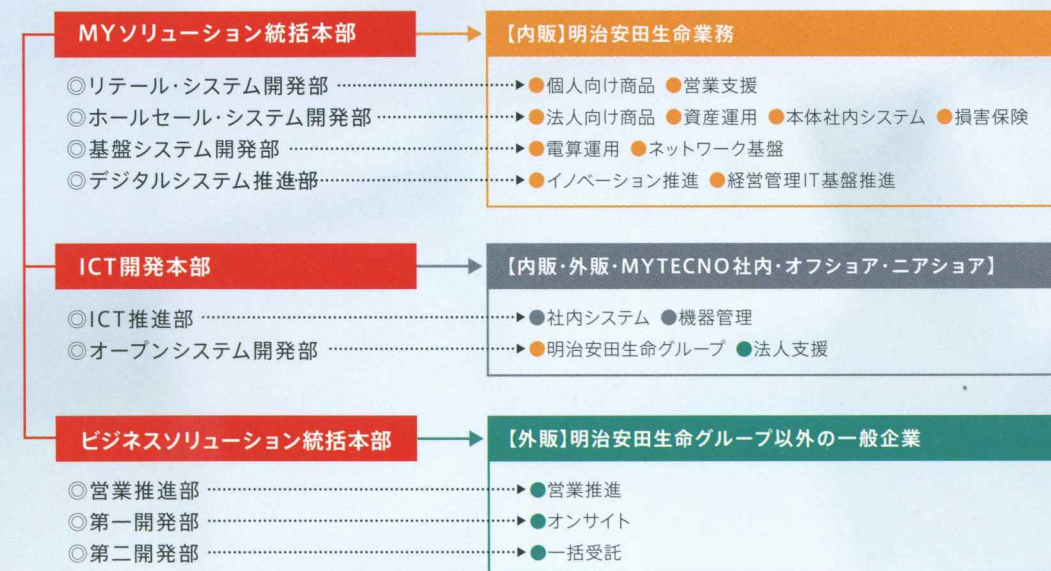 MYソリューション統括本部 【内販】明治安田生命業務
◎リテール・システム開発部 ●個人向け商品 ●営業支援
◎ホールセール・システム開発部 ●法人向け商品 ●資産運用 ●本体社内システム ●損害保険
◎基盤システム開発部 ●電算運用 ●ネットワーク基盤
◎デジタルシステム推進部 ●イノベーション推進 ●経営管理IT基盤推進
ICT開発本部 【内販・外販・MYTECNO社内・オフショア・ニアショア】
◎ICT推進部 ●社内システム ●機器管理
◎オープンシステム開発部 ●明治安田生命グループ ●法人支援
ビジネスソリューション統括本部 【外販】明治安田生命グループ以外の一般企業
◎営業推進部 ●営業推進
◎第一開発部 ●オンサイト
◎第二開発部 ●一括受託